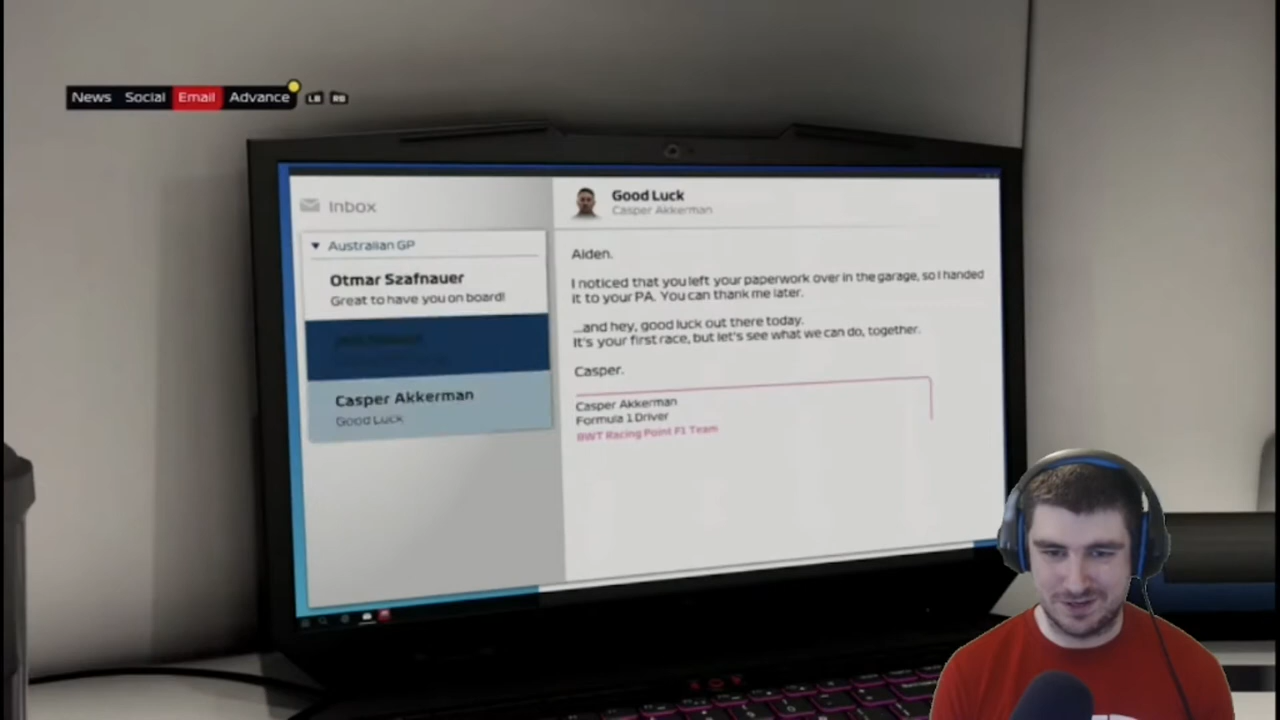 News Social Email Advance LB RB
Inbox
Australian GP
Otmar Szafnauer
Great to have you on board!
Casper Akkerman
Good Luck
Good Luck
Casper Akkerman
Aiden.
I noticed that you left your paperwork over in the garage, so I handed
it to your PA. You can thank me later.
...and hey, good luck out there today.
It's your first race, but let's see what we can do, together.
Casper.
Casper Akkerman
Formula 1 Driver
BWT Racing Point F1 Team